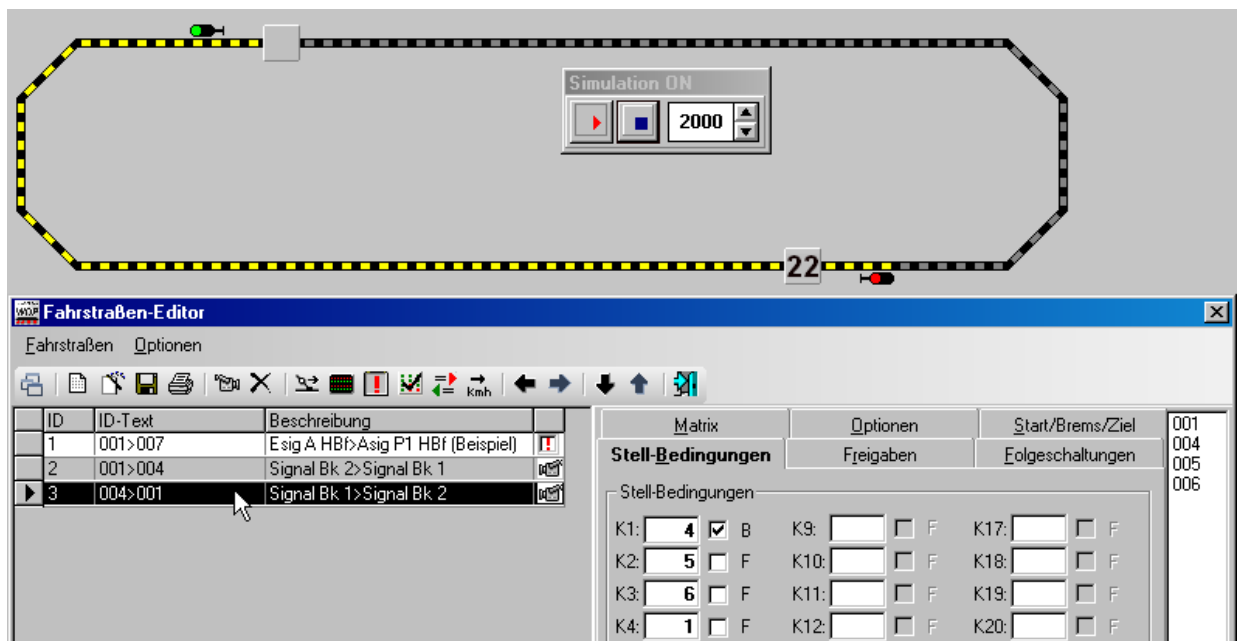 Simulation ON
2000
22
Fahrstraßen-Editor
Fahrstraßen Optionen
Kmh
ID ID-Text Beschreibung
1 001>007 Esig A HBf>Asig P1 HBf (Beispiel)
2 001>004 Signal Bk 2>Signal Bk 1
3 004>001 Signal Bk 1>Signal Bk 2
Matrix Optionen Start/Brems/Ziel
Stell-Bedingungen Freigaben Folgeschaltungen
Stell-Bedingungen
K1: 4 B K9: F K17: F
K2: 5 F K10: F K18: F
K3: 6 F K11: F K19: F
K4: 1 F K12: F K20: F
001
004
005
006